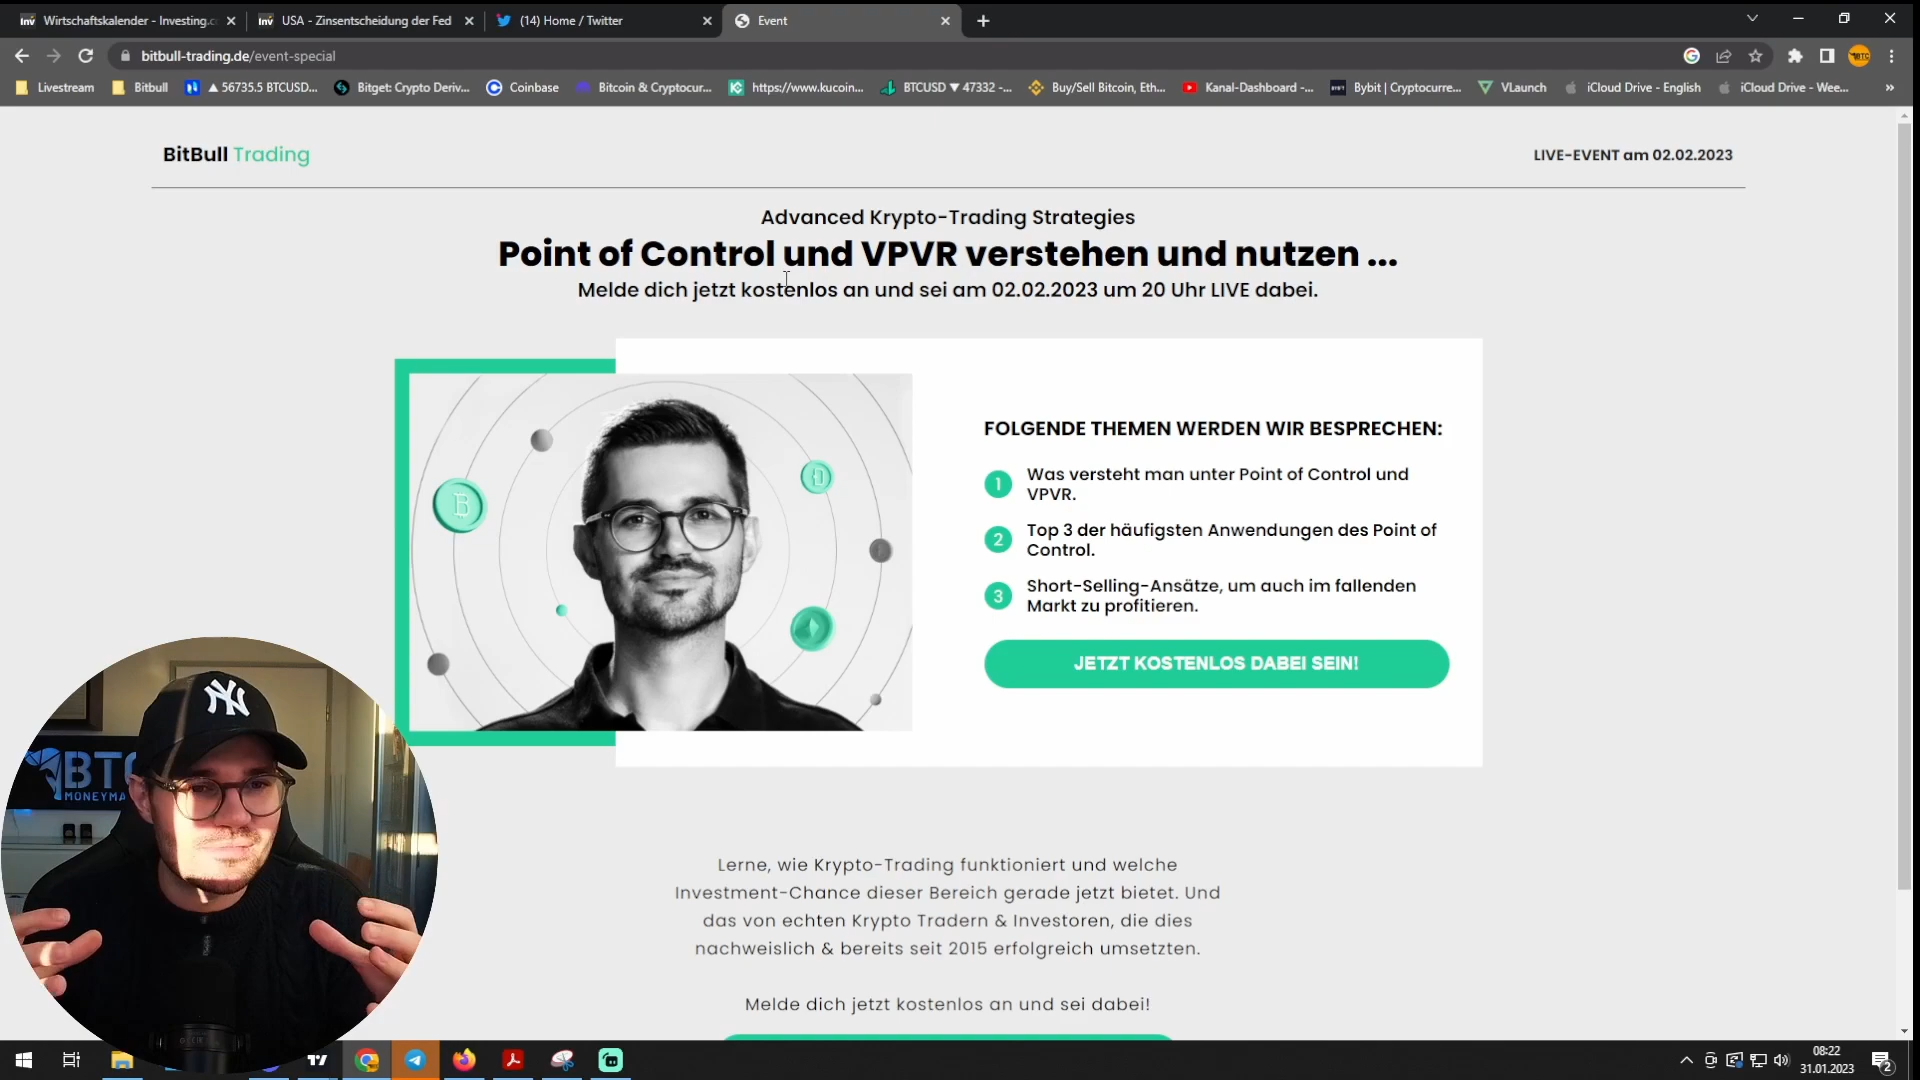 Wirtschaftskalender - Investing.c
USA - Zinsentscheidung der Fed
(14) Home / Twitter
Event
bitbull-trading.de/event-special
Livestream
Bitbull
▲ 56735.5 BTCUSD...
Bitget: Crypto Deriv...
Coinbase
Bitcoin & Cryptocur...
https://www.kucoin...
BTCUSD ▼ 47332 -...
Buy/Sell Bitcoin, Eth...
Kanal-Dashboard -...
Bybit | Cryptocurre...
VLaunch
iCloud Drive - English
iCloud Drive - Wee...
BitBull Trading
LIVE-EVENT am 02.02.2023
Advanced Krypto-Trading Strategies
Point of Control und VPVR verstehen und nutzen ...
Melde dich jetzt kostenlos an und sei am 02.02.2023 um 20 Uhr LIVE dabei.
FOLGENDE THEMEN WERDEN WIR BESPRECHEN:
1 Was versteht man unter Point of Control und
VPVR.
2 Top 3 der häufigsten Anwendungen des Point of
Control.
3 Short-Selling-Ansätze, um auch im fallenden
Markt zu profitieren.
JETZT KOSTENLOS DABEI SEIN!
NY
BTC
MONEYMA
Lerne, wie Krypto-Trading funktioniert und welche
Investment-Chance dieser Bereich gerade jetzt bietet. Und
das von echten Krypto Tradern & Investoren, die dies
nachweislich & bereits seit 2015 erfolgreich umsetzten.
Melde dich jetzt kostenlos an und sei dabei!
08:22
31.01.2023
2